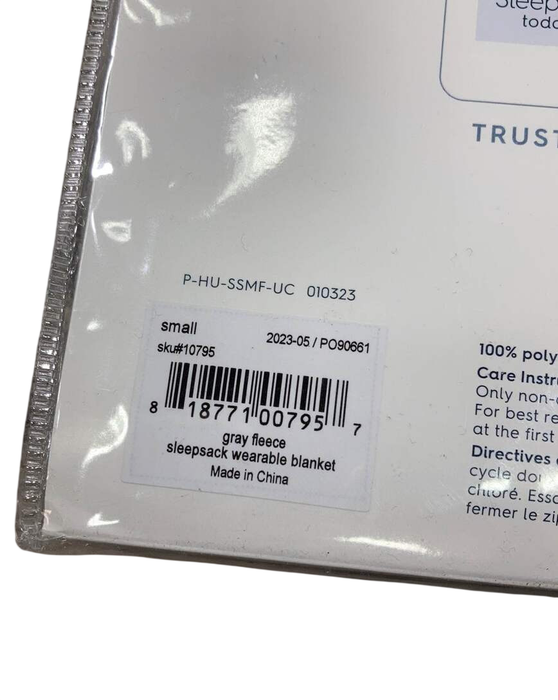 todd
TRUST
P-HU-SSMF-UC 010323
small
2023-05 / PO90661
sku#10795
8 18771 00795 7
gray fleece
sleepsack wearable blanket
Made in China
100% poly
Care Instr
Only non-
For best re
at the first
Directives
cycle dou
chloré. Esso
fermer le zi